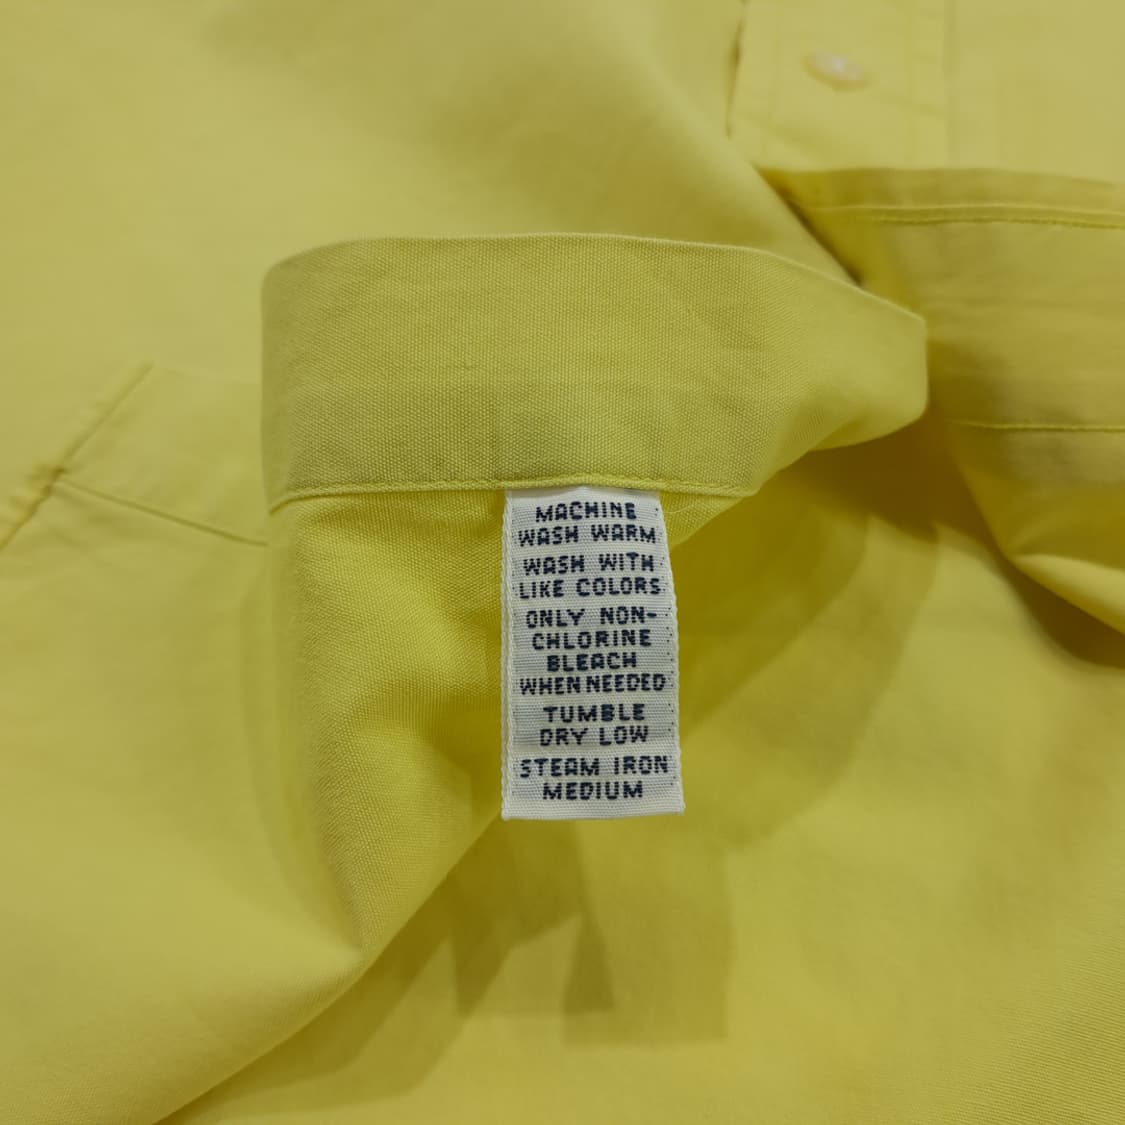 MACHINE
WASH WARM
WASH WITH
LIKE COLORS
ONLY NON-
CHLORINE
BLEACH
WHEN NEEDED
TUMBLE
DRY LOW
STEAM IRON
MEDIUM